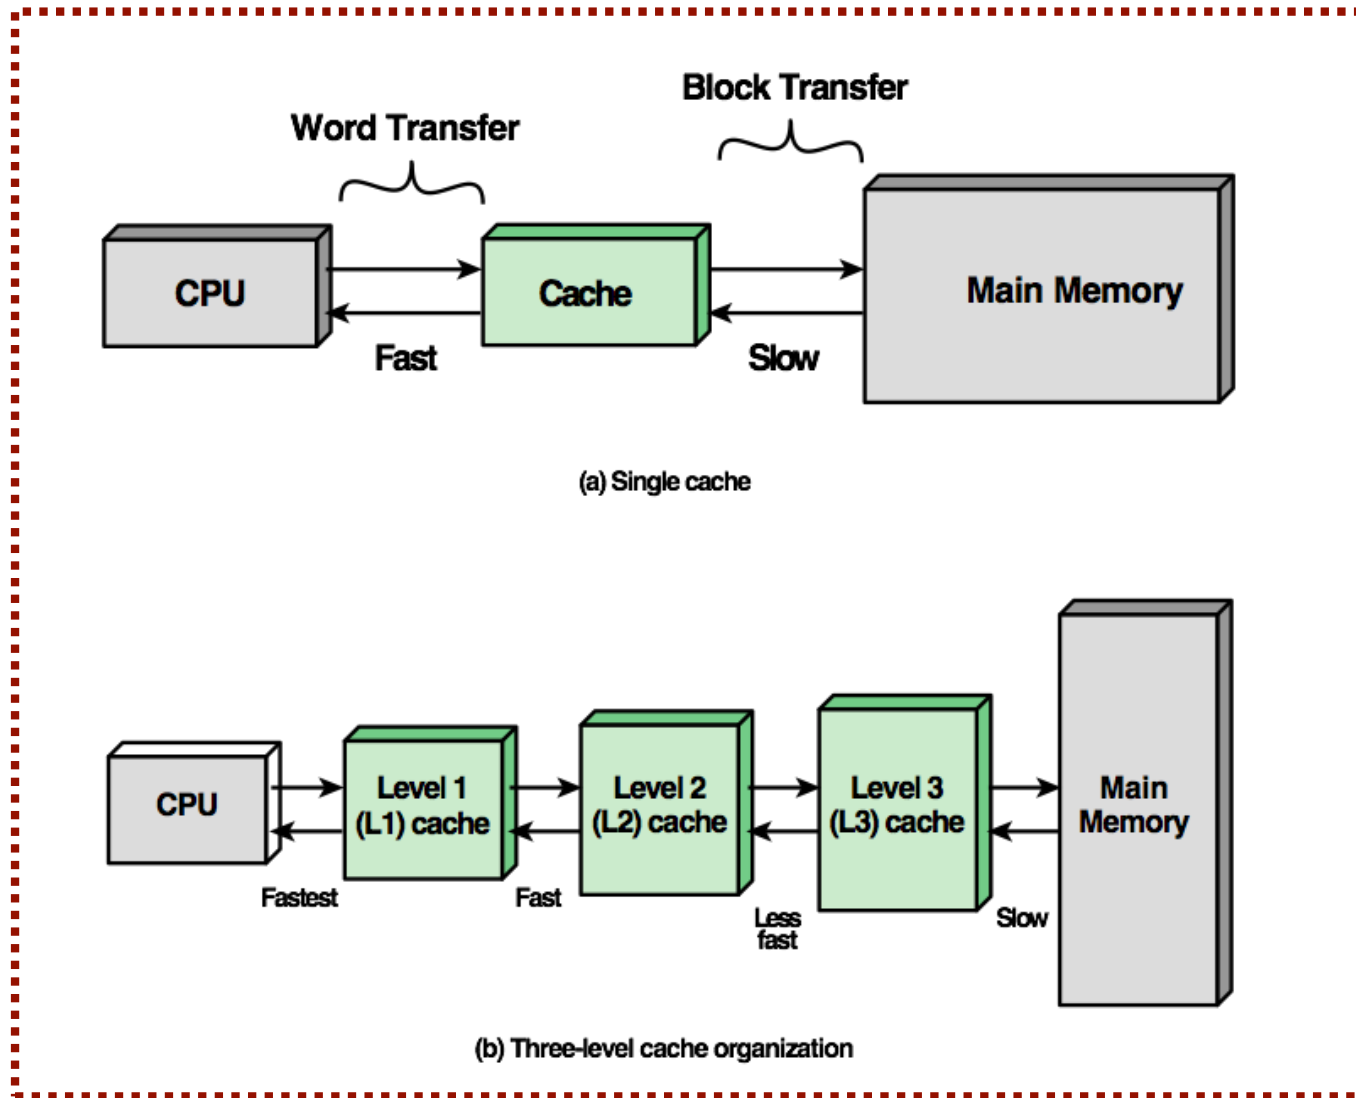 Block Transfer
Word Transfer
CPU
Cache
Main Memory
Fast
Slow
(a) Single cache
CPU
Level 1
(L1) cache
Level 2
(L2) cache
Level 3
(L3) cache
Main
Memory
Fastest
Fast
Less
fast
Slow
(b) Three-level cache organization